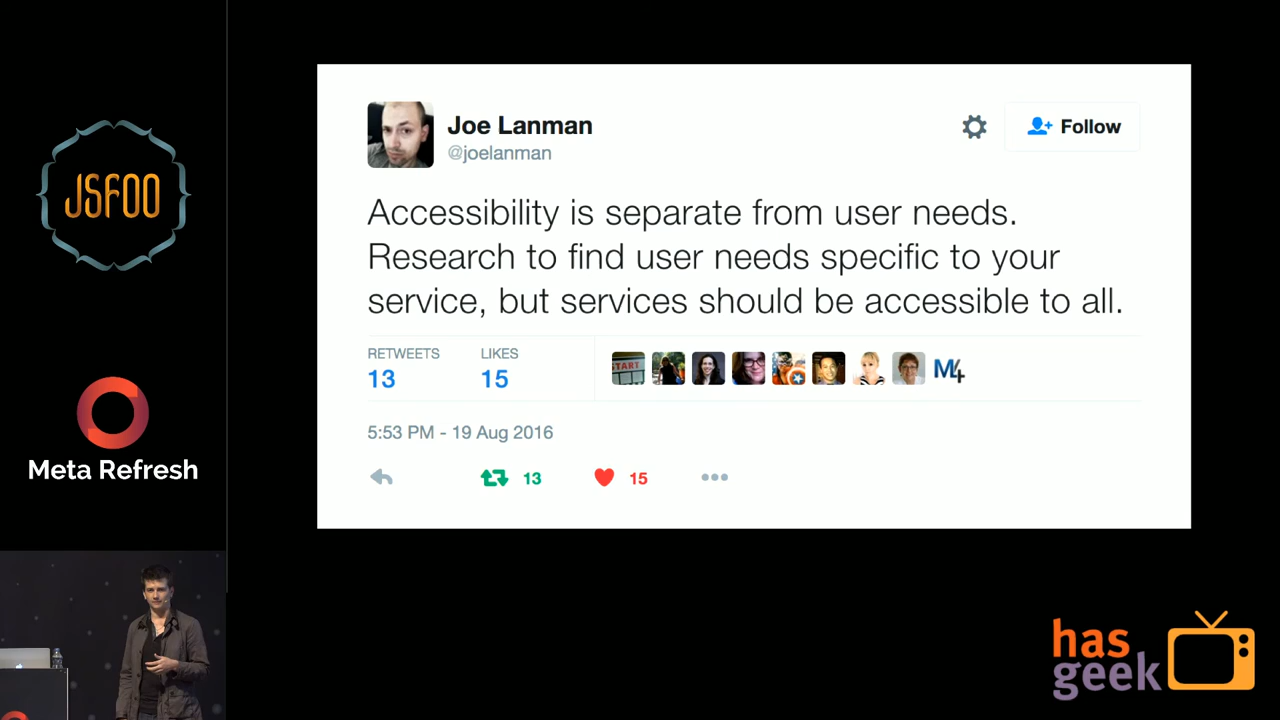 JSFOO
Meta Refresh
Joe Lanman
@joelanman
Follow
Accessibility is separate from user needs.
Research to find user needs specific to your
service, but services should be accessible to all.
RETWEETS
13
LIKES
15
START
M4
5:53 PM - 19 Aug 2016
13
15
has
geek